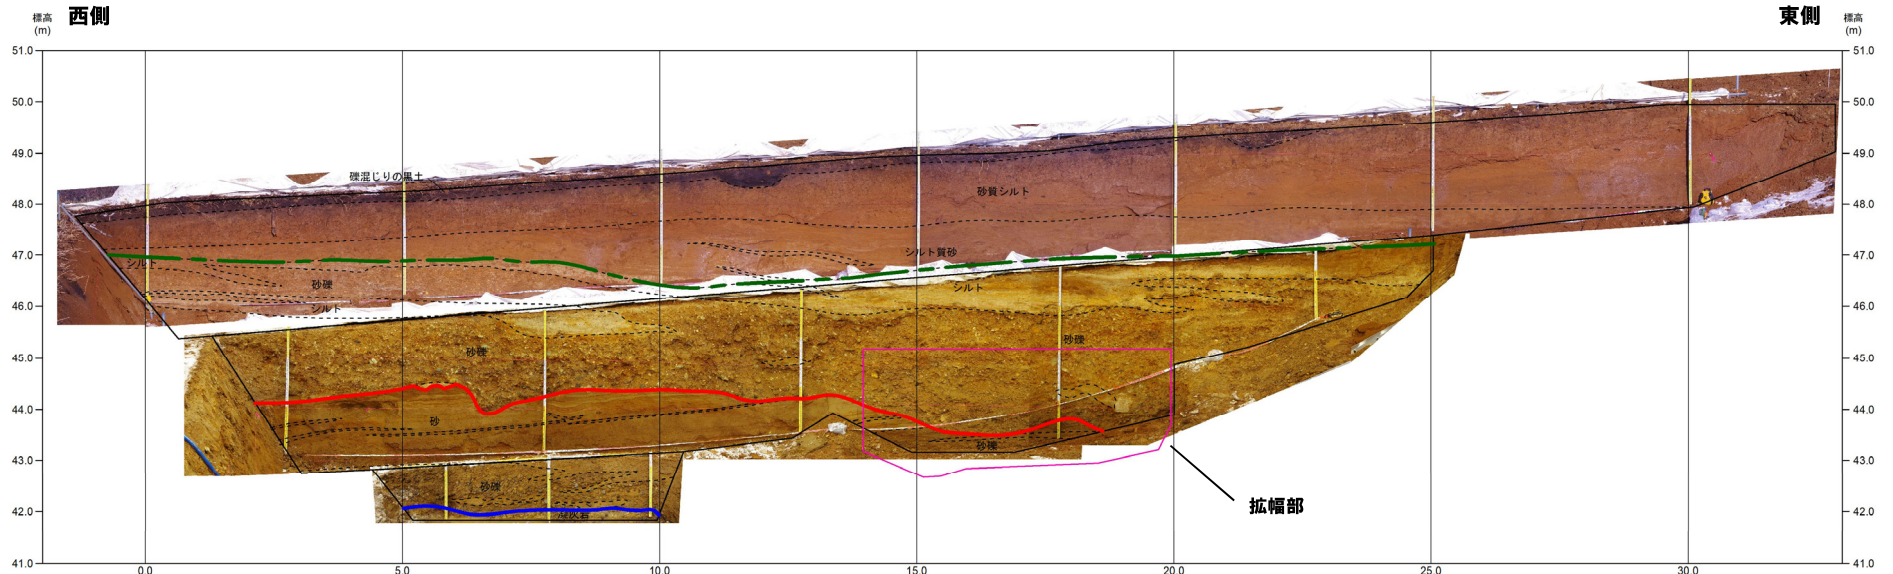 標高
(m)
西側
東側
標高
(m)
51.0
51.0
50.0
50.0
49.0
49.0
礫混じりの黒土
砂質シルト
48.0
48.0
シルト質砂
47.0
47.0
シルト
砂礫
シルト
46.0
46.0
シルト
砂礫
砂礫
45.0
45.0
44.0
44.0
砂
砂礫
43.0
43.0
砂礫
拡幅部
42.0
42.0
凝灰岩
41.0
41.0
0.0
5.0
10.0
15.0
20.0
25.0
30.0